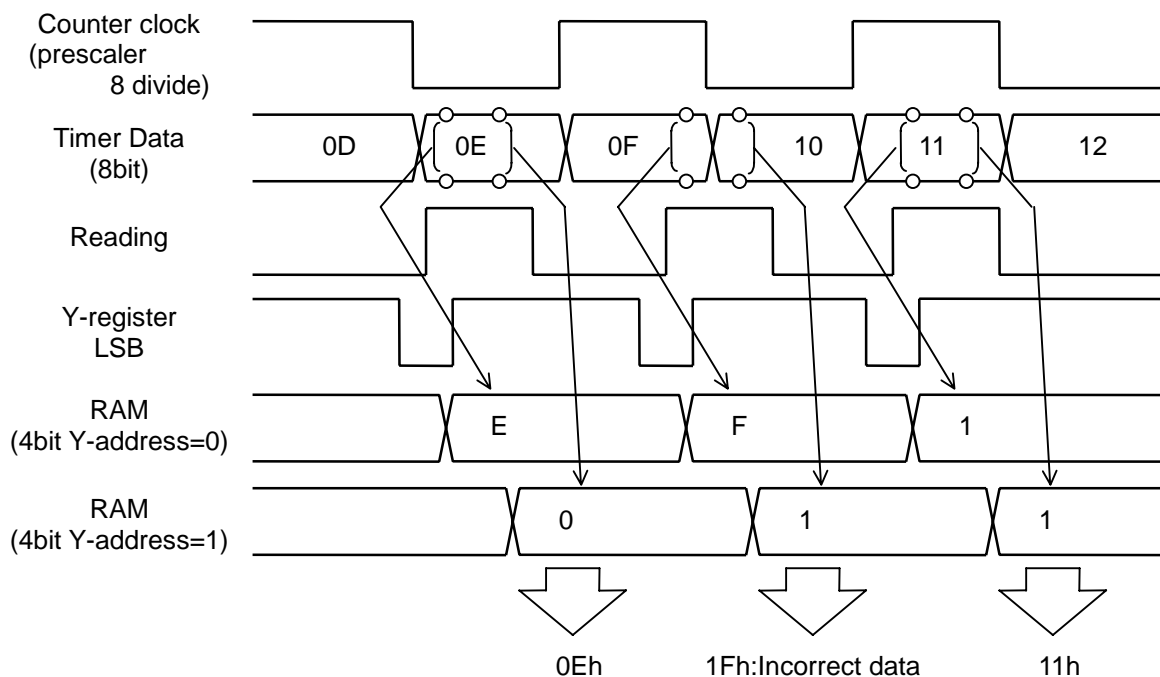 Counter clock
(prescaler
8 divide)
Timer Data
(8bit)
0D
0E
0F
10
11
12
Reading
Y-register
LSB
RAM
(4bit Y-address=0)
E
F
1
RAM
(4bit Y-address=1)
0
1
1
0Eh
1Fh:Incorrect data
11h